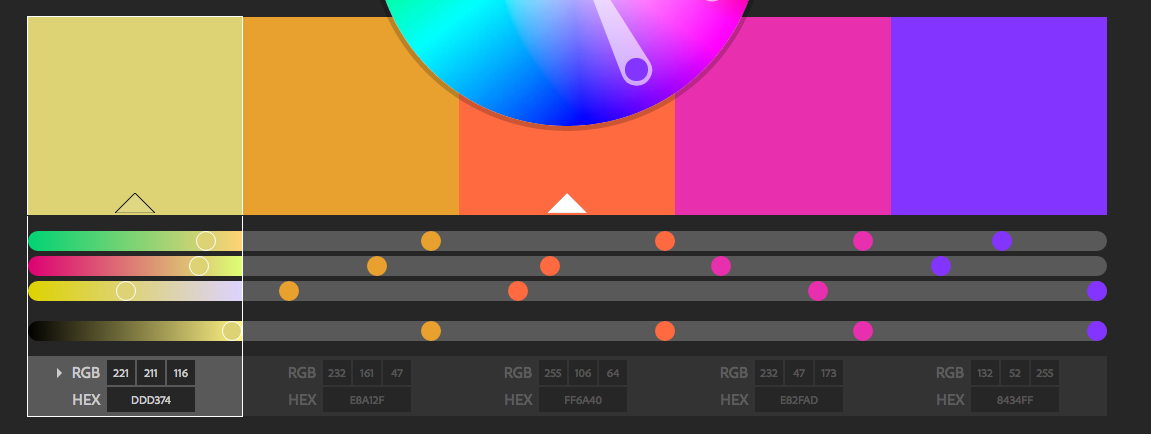 RGB 221 211 116 RGB 232 161 47 RGB 255 106 64 RGB 232 47 173 RGB 132 52 255
HEX DDD374 HEX E8A12F HEX FF6A40 HEX E82FAD HEX 8434FF